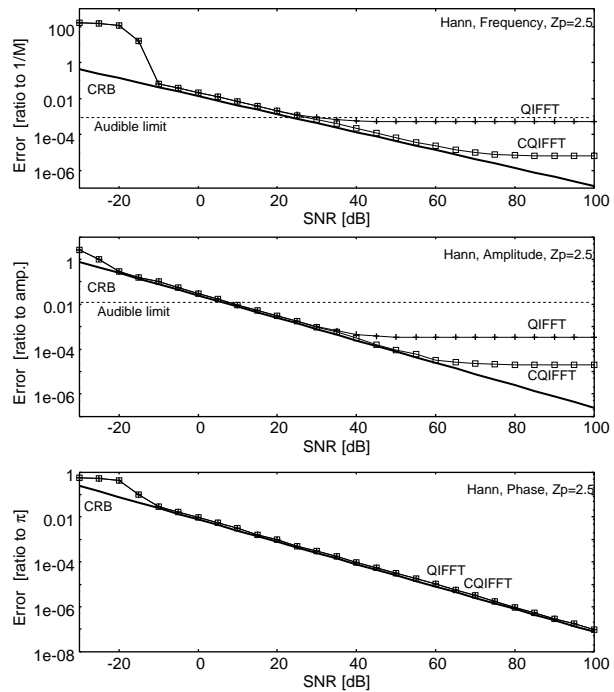 Hann, Frequency, Zp=2.5
100
1
0.01
1e-04
1e-06
Error [ratio to 1/M]
CRB
Audible limit
QIFFT
CQIFFT
-20
0
20
40
60
80
100
SNR [dB]
Hann, Amplitude, Zp=2.5
1
0.01
1e-04
1e-06
Error [ratio to amp.]
CRB
Audible limit
QIFFT
CQIFFT
-20
0
20
40
60
80
100
SNR [dB]
Hann, Phase, Zp=2.5
1
0.01
1e-04
1e-06
1e-08
Error [ratio to π]
CRB
QIFFT
CQIFFT
-20
0
20
40
60
80
100
SNR [dB]